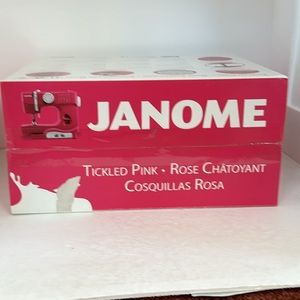 JANOME
TICKLED PINK • ROSE CHÂTOYANT
COSQUILLAS ROSA